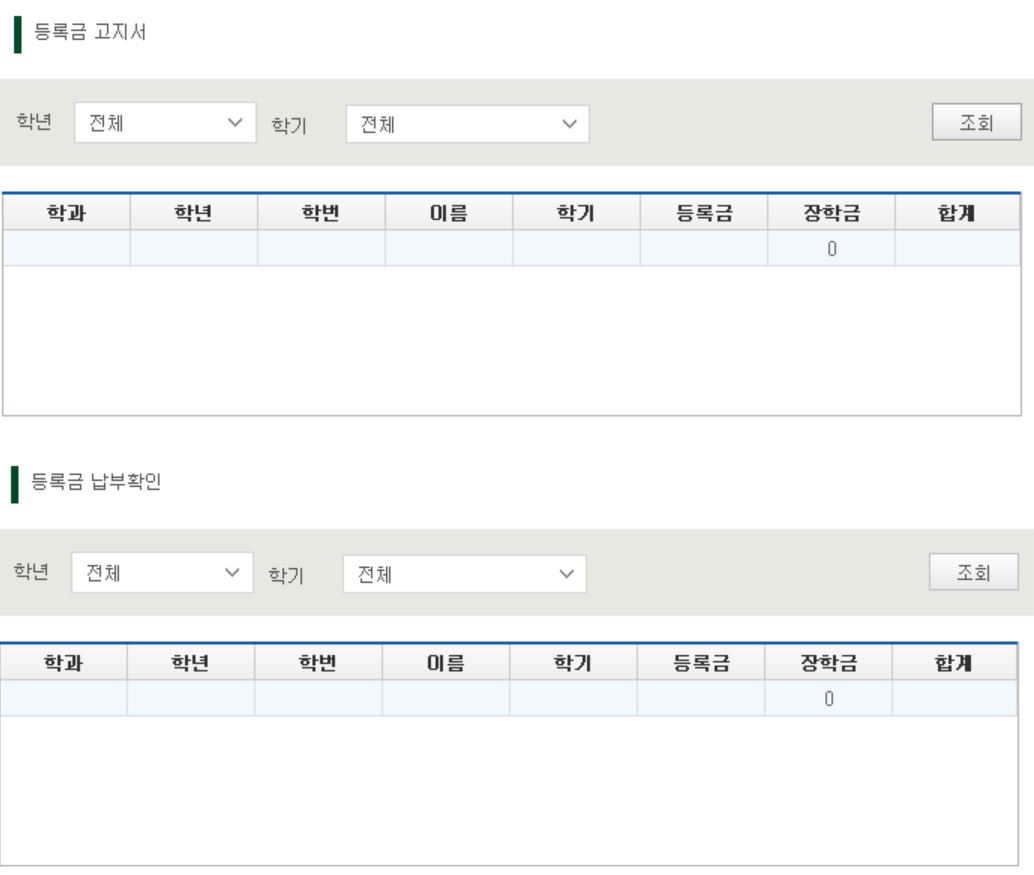 등록금 고지서
학년 전체 학기 전체 조회
학과 학년 학번 이름 학기 등록금 장학금 합계
0
등록금 납부확인
학년 전체 학기 전체 조회
학과 학년 학번 이름 학기 등록금 장학금 합계
0